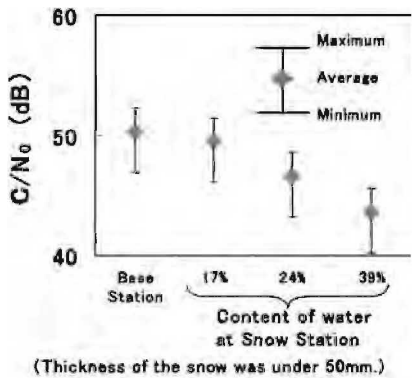 60
50
40
C/N₀ (dB)
Maximum
Average
Minimum
Base
Station
17%
24%
39%
Content of water
at Snow Station
(Thickness of the snow was under 50mm.)